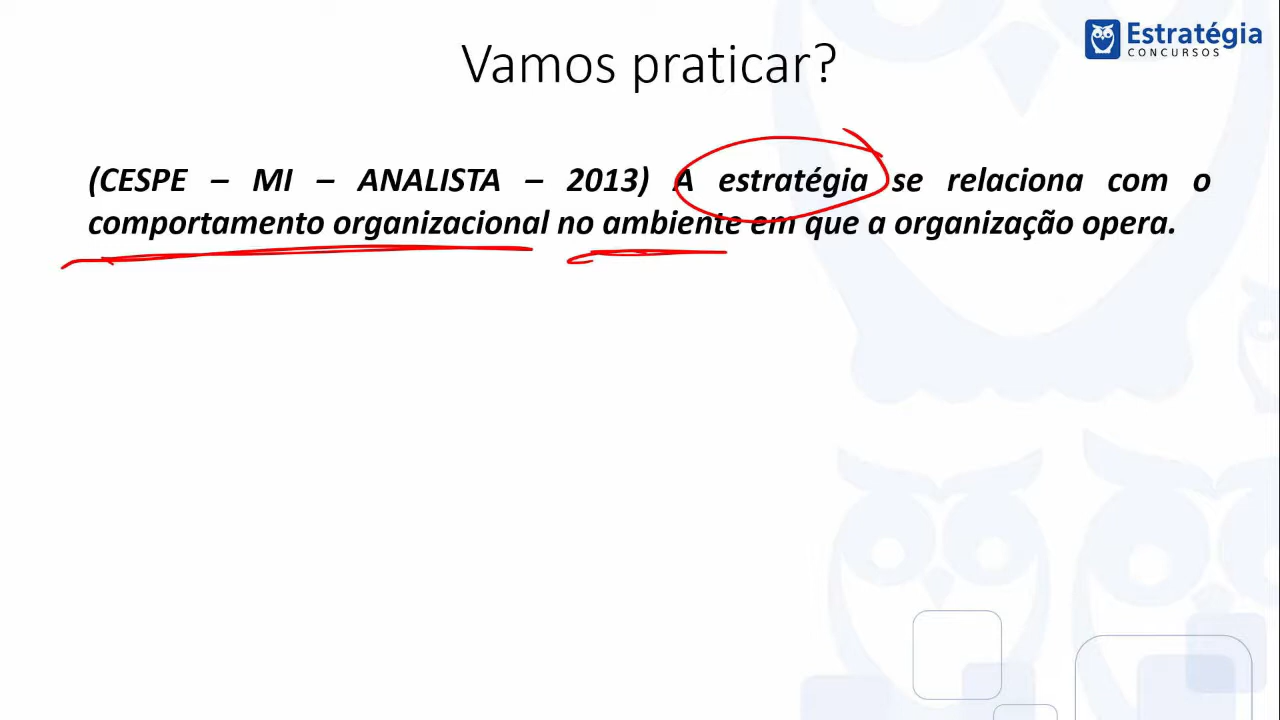 Estratégia
CONCURSOS
Vamos praticar?
(CESPE – MI – ANALISTA – 2013) A estratégia se relaciona com o
comportamento organizacional no ambiente em que a organização opera.